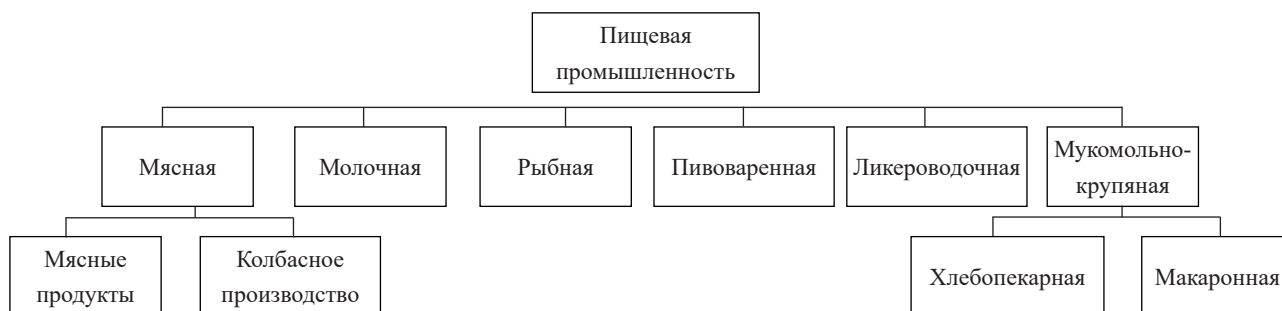 Пищевая
промышленность
Мясная
Молочная
Рыбная
Пивоваренная
Ликероводочная
Мукомольно-
крупяная
Мясные
продукты
Колбасное
производство
Хлебопекарная
Макаронная